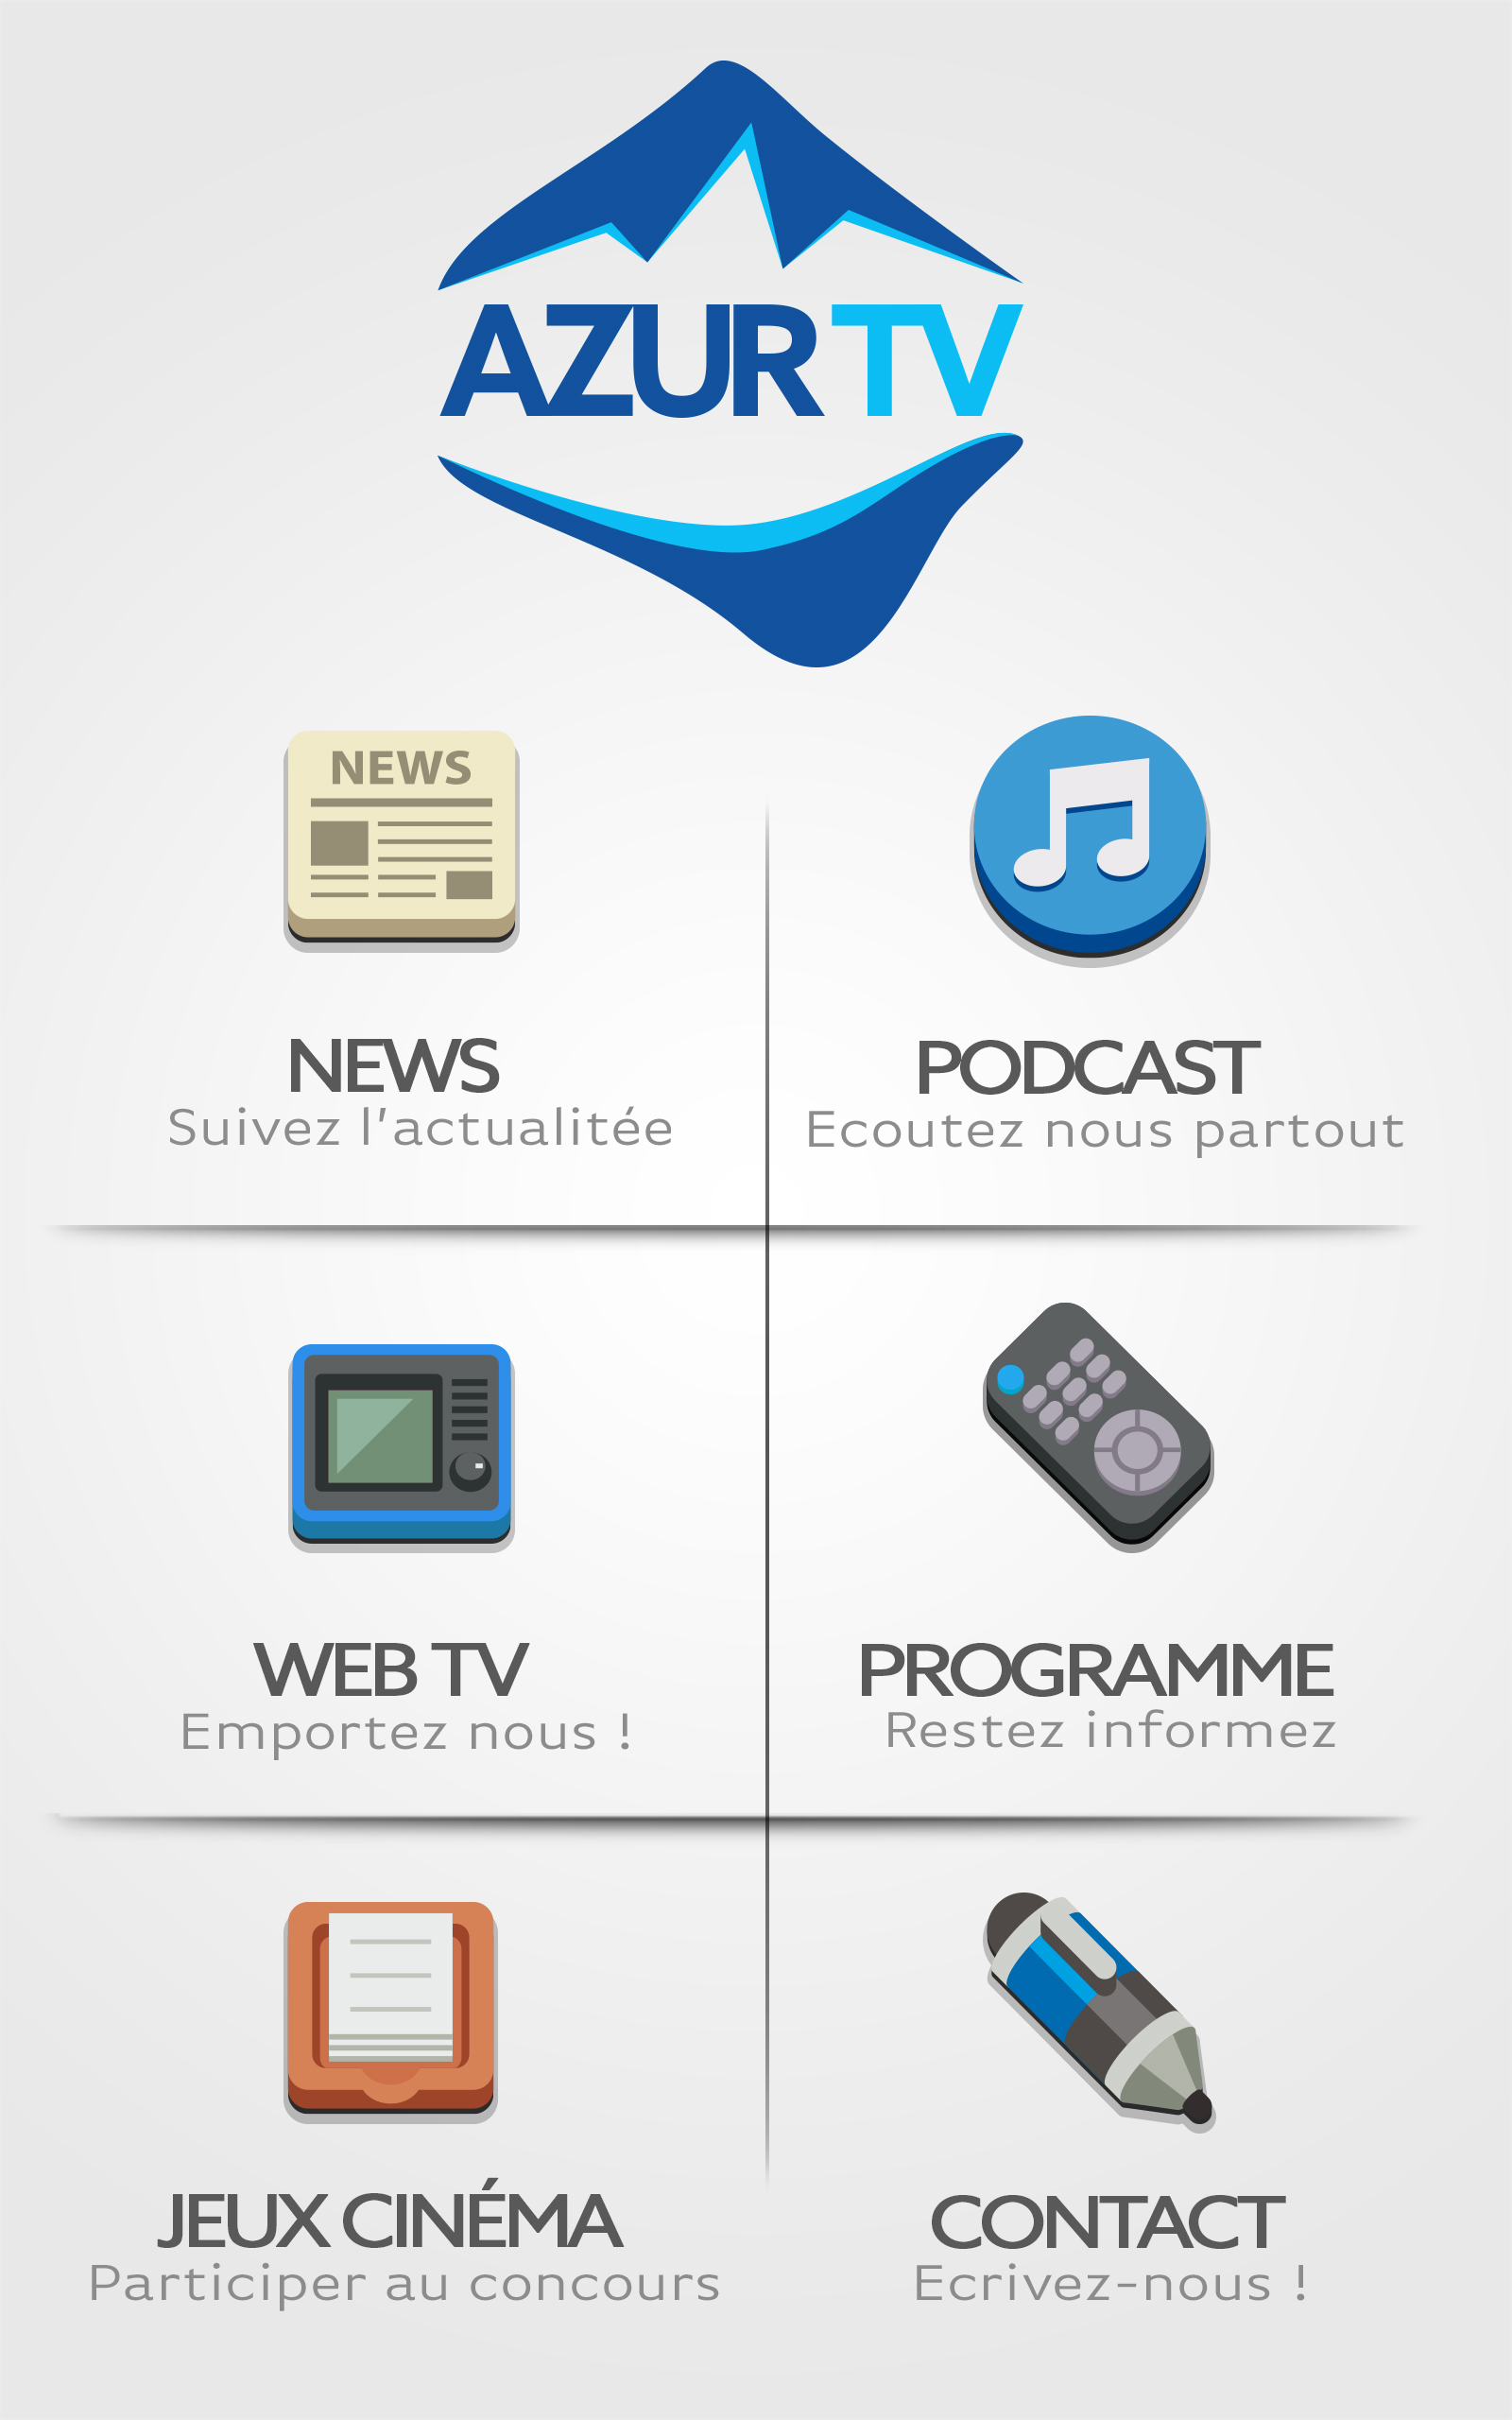 AZUR TV
NEWS
NEWS
Suivez l'actualitée
PODCAST
Ecoutez nous partout
WEB TV
Emportez nous !
PROGRAMME
Restez informez
JEUX CINÉMA
Participer au concours
CONTACT
Ecrivez-nous !